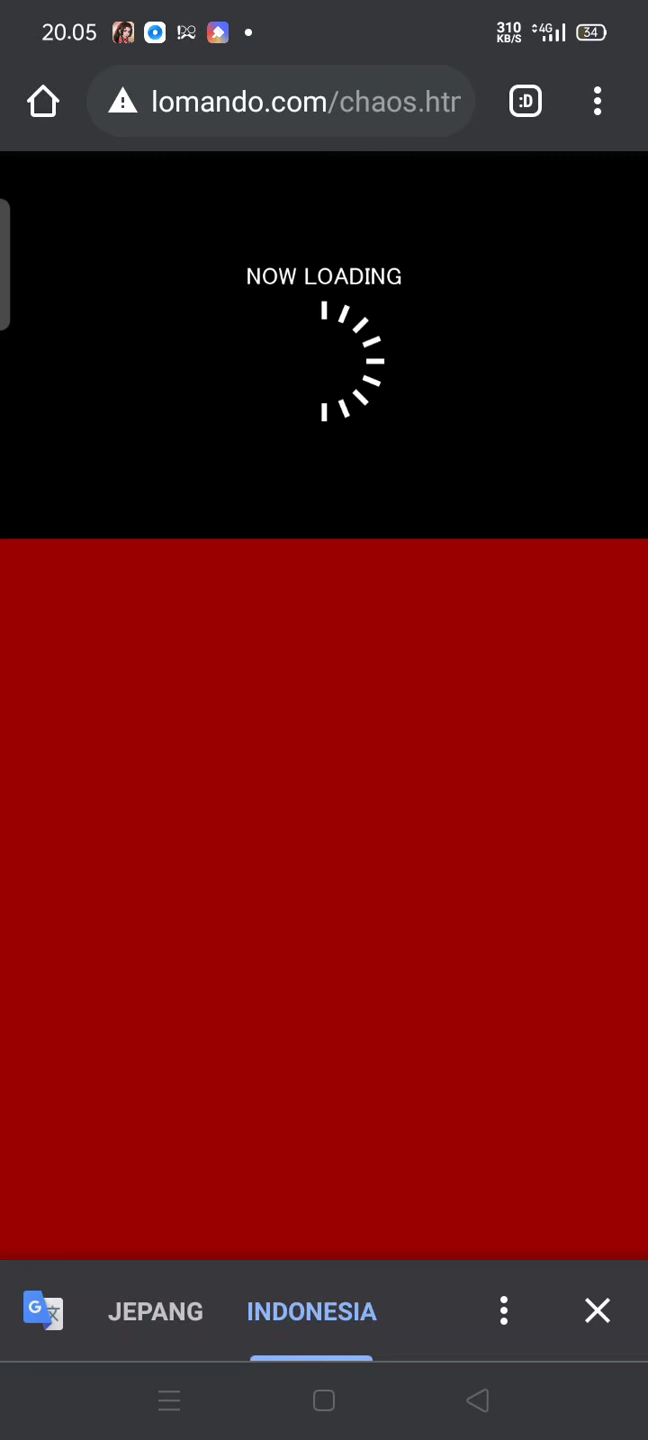 20.05
310
KB/S
4G
34
lomando.com/chaos.htr
:D
NOW LOADING
JEPANG
INDONESIA